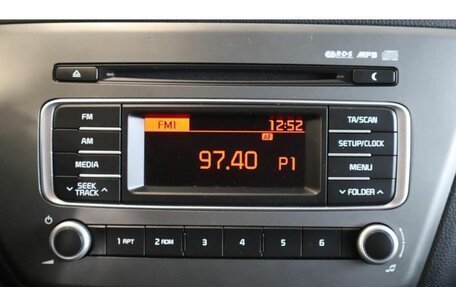 RDS MP3
FM
AM
MEDIA
SEEK
TRACK
FM1
12:52
AF
97.40 P1
TA/SCAN
SETUP/CLOCK
MENU
FOLDER
1 RPT 2 RDM 3 4 5 6